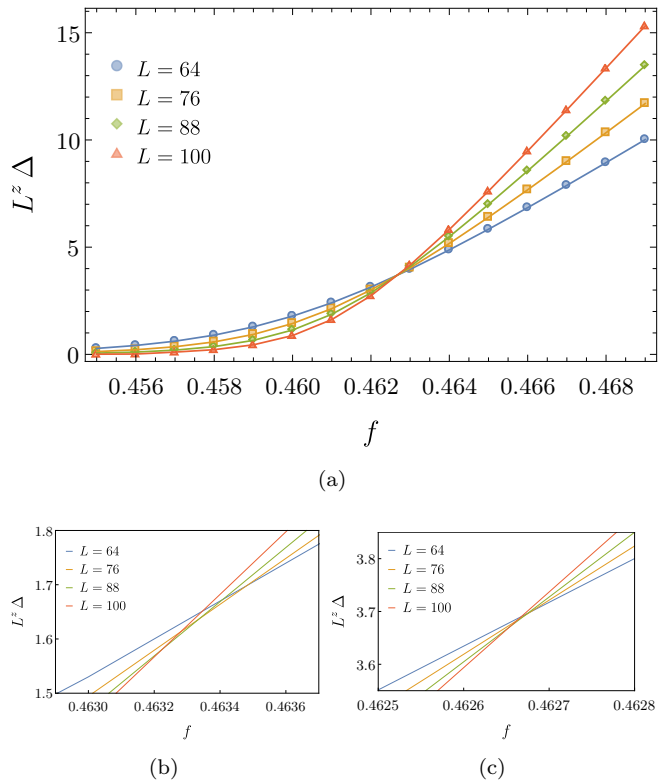 15
10
5
0
L^z Δ
L = 64
L = 76
L = 88
L = 100
0.456 0.458 0.460 0.462 0.464 0.466 0.468
f
(a)
1.8
1.7
1.6
1.5
L^z Δ
L = 64
L = 76
L = 88
L = 100
0.4630 0.4632 0.4634 0.4636
f
(b)
3.8
3.7
3.6
L^z Δ
L = 64
L = 76
L = 88
L = 100
0.4625 0.4626 0.4627 0.4628
f
(c)